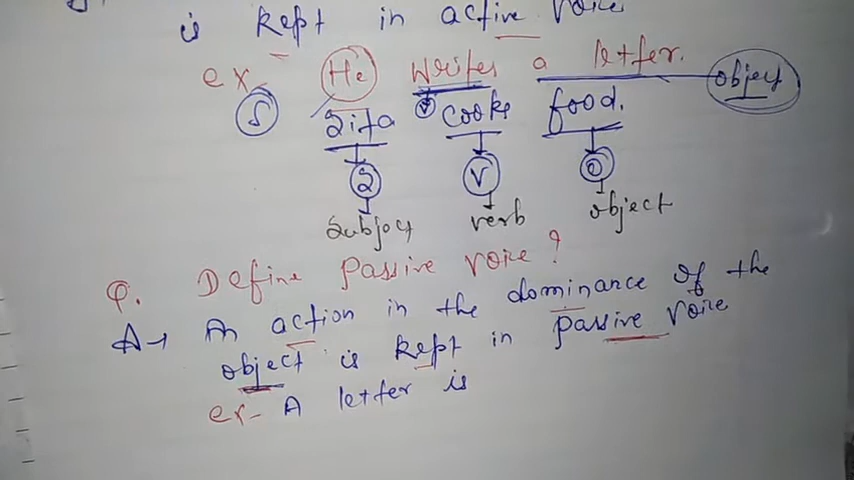 is kept in active voice
ex- He writes a letter. object
S Sita V cooks food.
S V O
subject verb object
Q. Define Passive voice?
A→ An action in the dominance of the
object is kept in passive voice
ex- A letter is